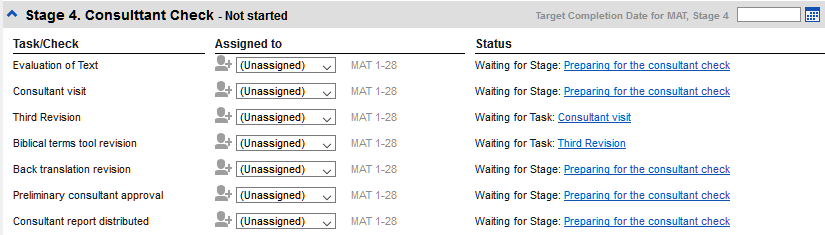 Stage 4. Consulttant Check - Not started Target Completion Date for MAT, Stage 4
Task/Check Assigned to Status
Evaluation of Text (Unassigned) MAT 1-28 Waiting for Stage: Preparing for the consultant check
Consultant visit (Unassigned) MAT 1-28 Waiting for Stage: Preparing for the consultant check
Third Revision (Unassigned) MAT 1-28 Waiting for Task: Consultant visit
Biblical terms tool revision (Unassigned) MAT 1-28 Waiting for Task: Third Revision
Back translation revision (Unassigned) MAT 1-28 Waiting for Stage: Preparing for the consultant check
Preliminary consultant approval (Unassigned) MAT 1-28 Waiting for Stage: Preparing for the consultant check
Consultant report distributed (Unassigned) MAT 1-28 Waiting for Stage: Preparing for the consultant check